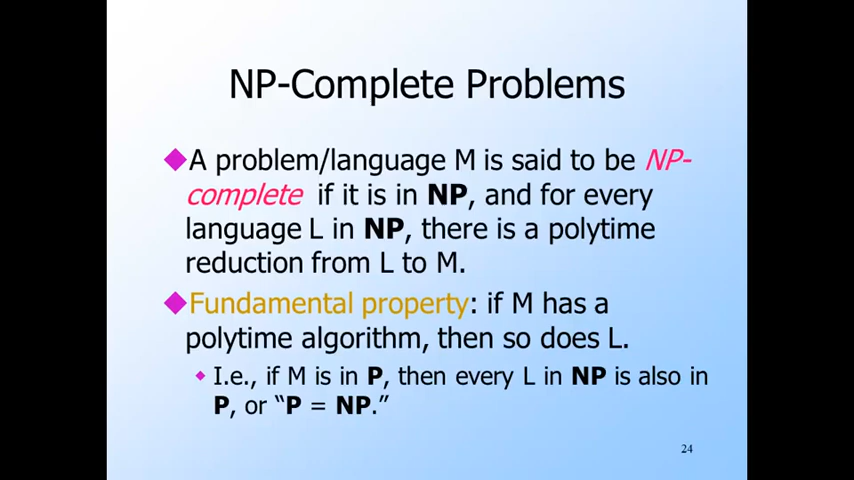 NP-Complete Problems
A problem/language M is said to be NP-
complete if it is in NP, and for every
language L in NP, there is a polytime
reduction from L to M.
Fundamental property: if M has a
polytime algorithm, then so does L.
I.e., if M is in P, then every L in NP is also in
P, or “P = NP.”
24